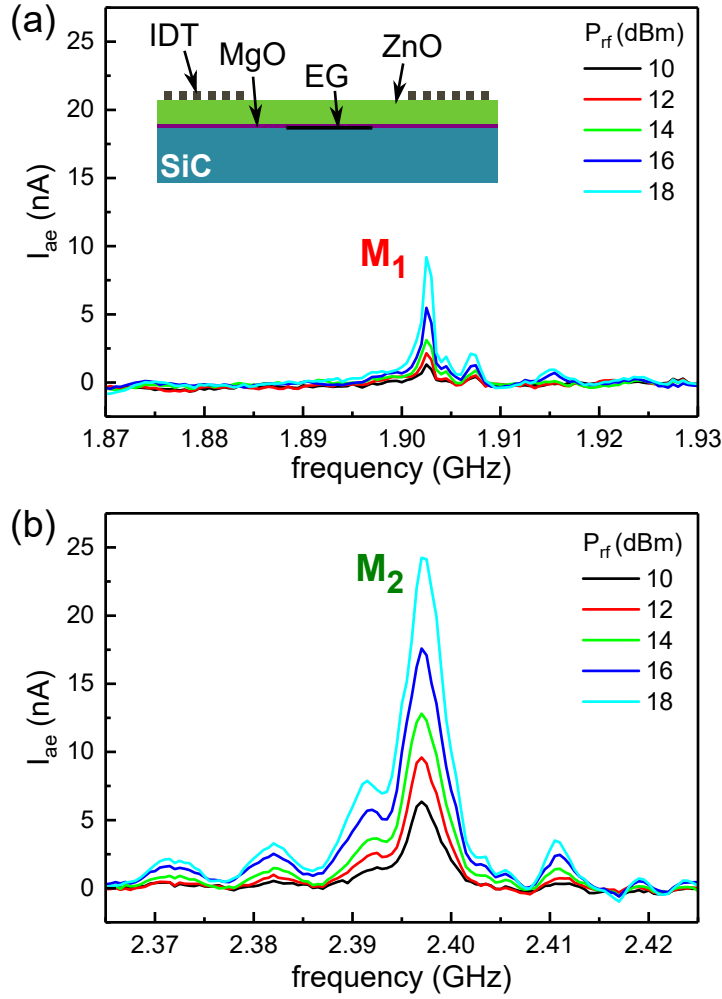 (a)
IDT
MgO
EG
ZnO
SiC
P_rf (dBm)
10
12
14
16
18
M_1
I_ae (nA)
25
20
15
10
5
0
1.87 1.88 1.89 1.90 1.91 1.92 1.93
frequency (GHz)
(b)
P_rf (dBm)
10
12
14
16
18
M_2
I_ae (nA)
25
20
15
10
5
0
2.37 2.38 2.39 2.40 2.41 2.42
frequency (GHz)